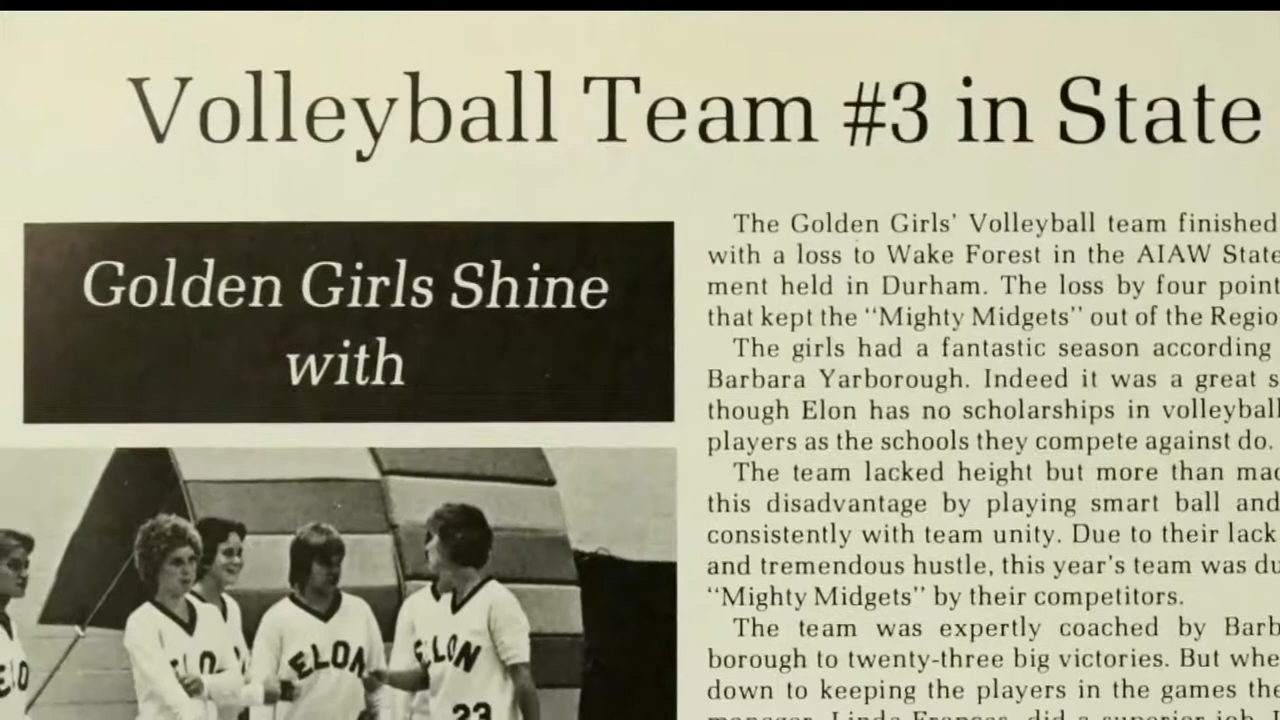 Volleyball Team #3 in State
Golden Girls Shine
with
The Golden Girls' Volleyball team finished
with a loss to Wake Forest in the AIAW State
ment held in Durham. The loss by four point
that kept the "Mighty Midgets" out of the Regio
The girls had a fantastic season according
Barbara Yarborough. Indeed it was a great s
though Elon has no scholarships in volleyball
players as the schools they compete against do.
The team lacked height but more than mad
this disadvantage by playing smart ball and
consistently with team unity. Due to their lack
and tremendous hustle, this year's team was du
"Mighty Midgets" by their competitors.
The team was expertly coached by Barb
borough to twenty-three big victories. But whe
down to keeping the players in the games the
manager, Linda Frances, did a superior job.
ELO
ELON
ELON
ELON
23